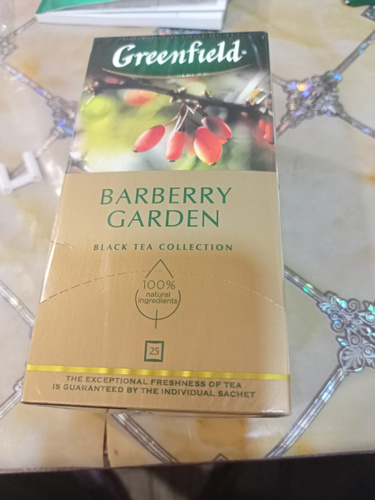 Greenfield
BARBERRY
GARDEN
BLACK TEA COLLECTION
100%
natural
ingredients
25
THE EXCEPTIONAL FRESHNESS OF TEA
IS GUARANTEED BY THE INDIVIDUAL SACHET